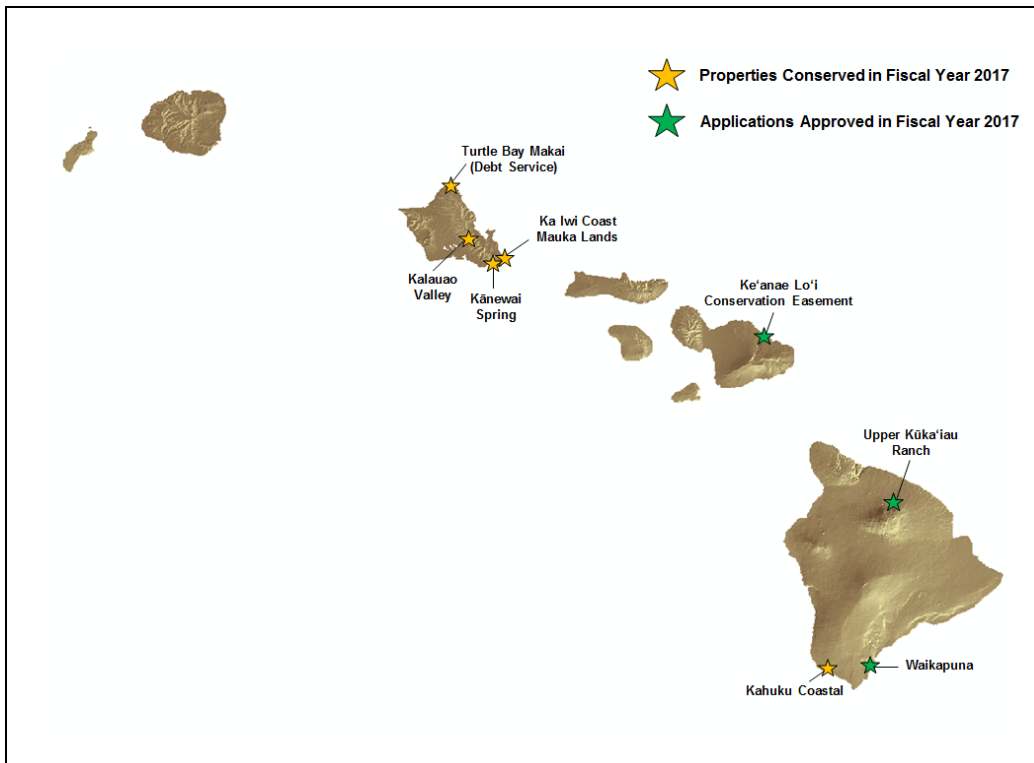 Properties Conserved in Fiscal Year 2017
Applications Approved in Fiscal Year 2017
Turtle Bay Makai
(Debt Service)
Ka Iwi Coast
Mauka Lands
Kalauao
Valley
Kānewai
Spring
Ke‘anae Lo‘i
Conservation Easement
Upper Kūka‘iau
Ranch
Waikapuna
Kahuku Coastal